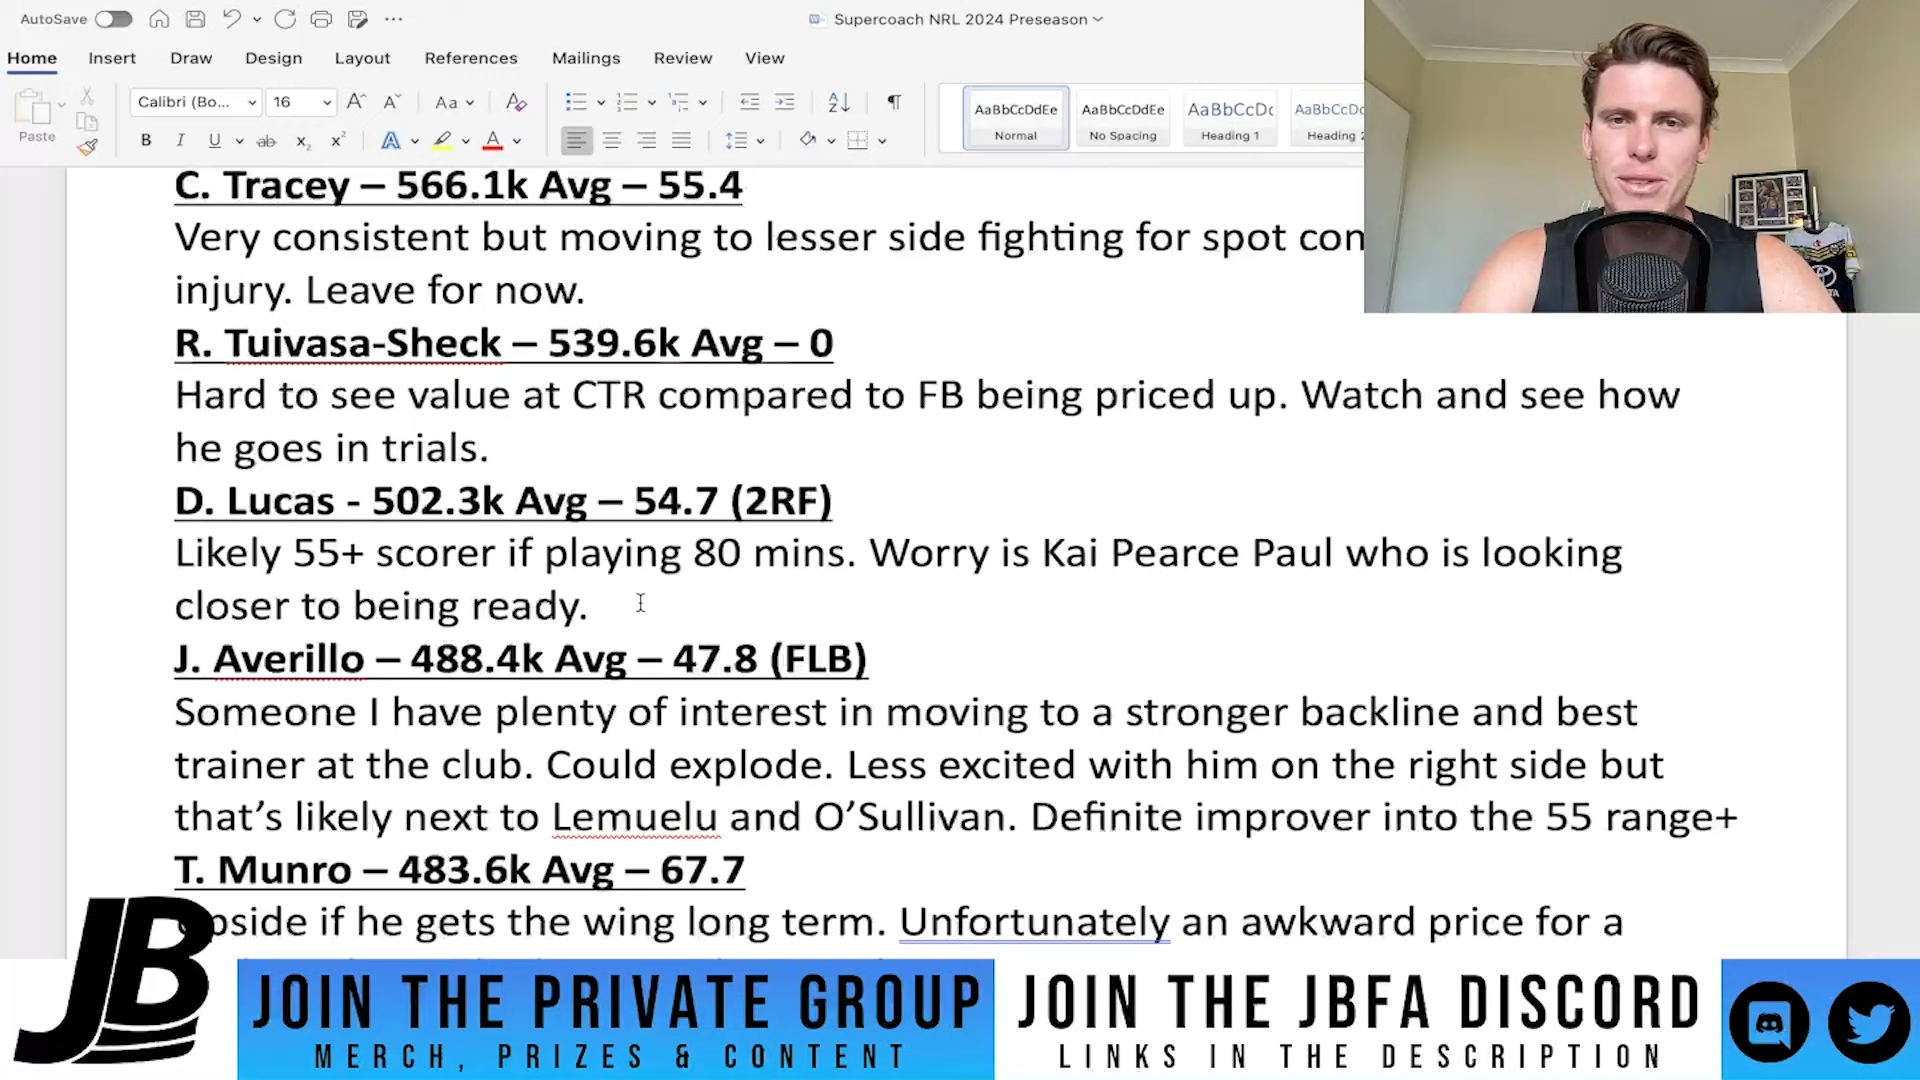 AutoSave
Supercoach NRL 2024 Preseason
Home Insert Draw Design Layout References Mailings Review View
Paste
Calibri (Bo... 16
AaBbCcDdEe Normal
AaBbCcDdEe No Spacing
AaBbCcDc Heading 1
AaBbCcDc Heading 2
C. Tracey – 566.1k Avg – 55.4
Very consistent but moving to lesser side fighting for spot con
injury. Leave for now.
R. Tuivasa-Sheck – 539.6k Avg – 0
Hard to see value at CTR compared to FB being priced up. Watch and see how
he goes in trials.
D. Lucas - 502.3k Avg – 54.7 (2RF)
Likely 55+ scorer if playing 80 mins. Worry is Kai Pearce Paul who is looking
closer to being ready.
J. Averillo – 488.4k Avg – 47.8 (FLB)
Someone I have plenty of interest in moving to a stronger backline and best
trainer at the club. Could explode. Less excited with him on the right side but
that’s likely next to Lemuelu and O’Sullivan. Definite improver into the 55 range+
T. Munro – 483.6k Avg – 67.7
Upside if he gets the wing long term. Unfortunately an awkward price for a
JB
JOIN THE PRIVATE GROUP
MERCH, PRIZES & CONTENT
JOIN THE JBFA DISCORD
LINKS IN THE DESCRIPTION